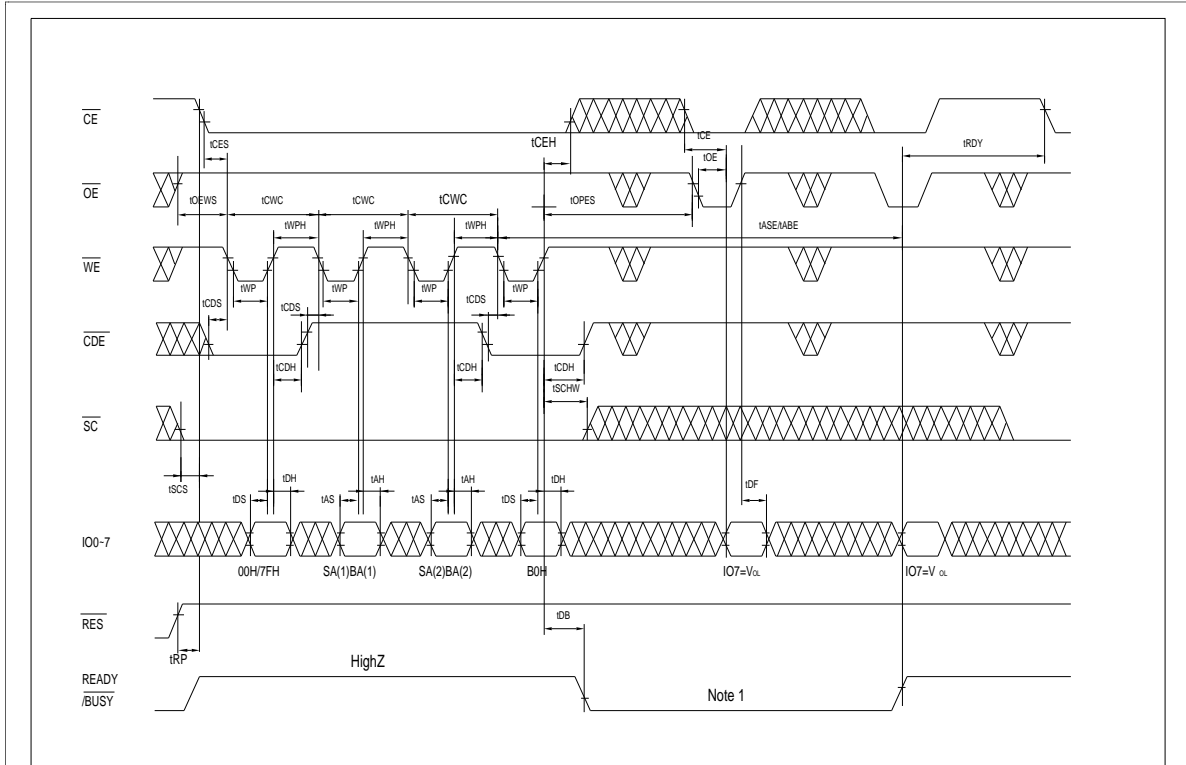 CE
tCES
tCEH
tCE
tOE
tRDY
OE
tOEWS
tCWC
tCWC
tCWC
tOPES
tWPH
tWPH
tWPH
tASE/tABE
WE
tWP
tWP
tWP
tWP
tCDS
tCDS
tCDS
CDE
tCDH
tCDH
tCDH
tSCHW
SC
tSCS
tDS
tDH
tAS
tAH
tAS
tAH
tDS
tDH
tDF
IO0-7
00H/7FH
SA(1)BA(1)
SA(2)BA(2)
B0H
IO7=VOL
IO7=V OL
RES
tRP
tDB
HighZ
READY
/BUSY
Note 1